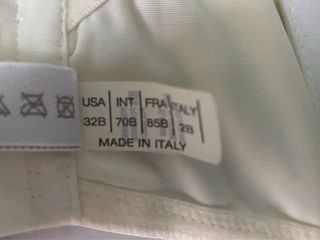 USA | INT | FRA | ITALY
32B | 70B | 85B | 2B
MADE IN ITALY